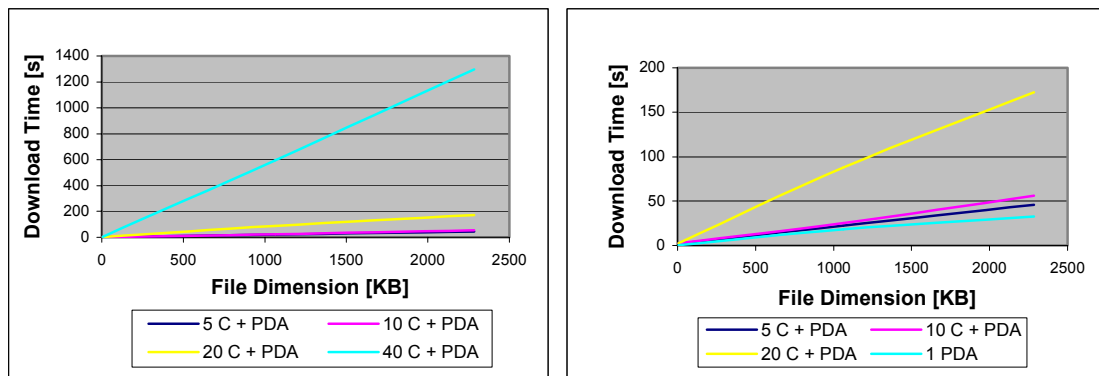 Download Time [s]
1400
1200
1000
800
600
400
200
0
0 500 1000 1500 2000 2500
File Dimension [KB]
5 C + PDA 10 C + PDA
20 C + PDA 40 C + PDA
Download Time [s]
200
150
100
50
0
0 500 1000 1500 2000 2500
File Dimension [KB]
5 C + PDA 10 C + PDA
20 C + PDA 1 PDA